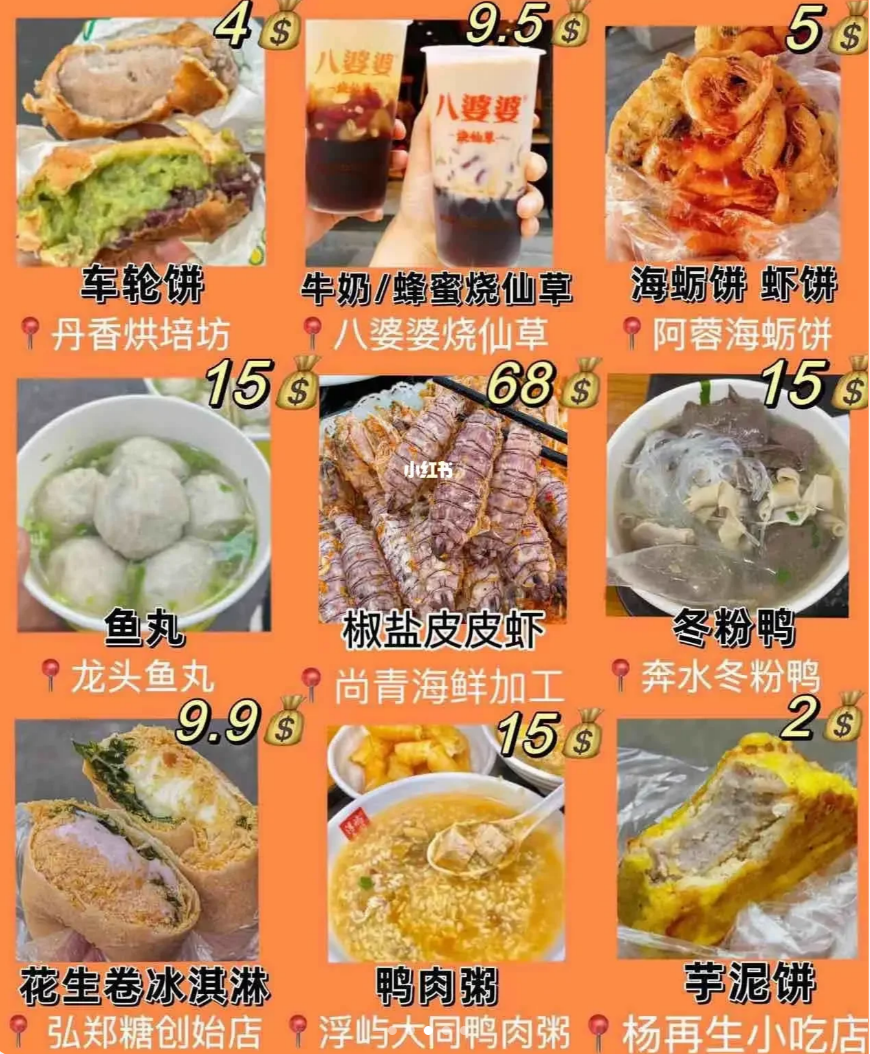 4
9.5
5
八婆婆
烧仙草
八婆婆
烧仙草
车轮饼
牛奶/蜂蜜烧仙草
海蛎饼 虾饼
丹香烘培坊
八婆婆烧仙草
阿蓉海蛎饼
15
68
15
小红书
鱼丸
椒盐皮皮虾
冬粉鸭
龙头鱼丸
尚青海鲜加工
奔水冬粉鸭
9.9
15
2
花生卷冰淇淋
鸭肉粥
芋泥饼
弘郑糖创始店
浮屿大同鸭肉粥
杨再生小吃店